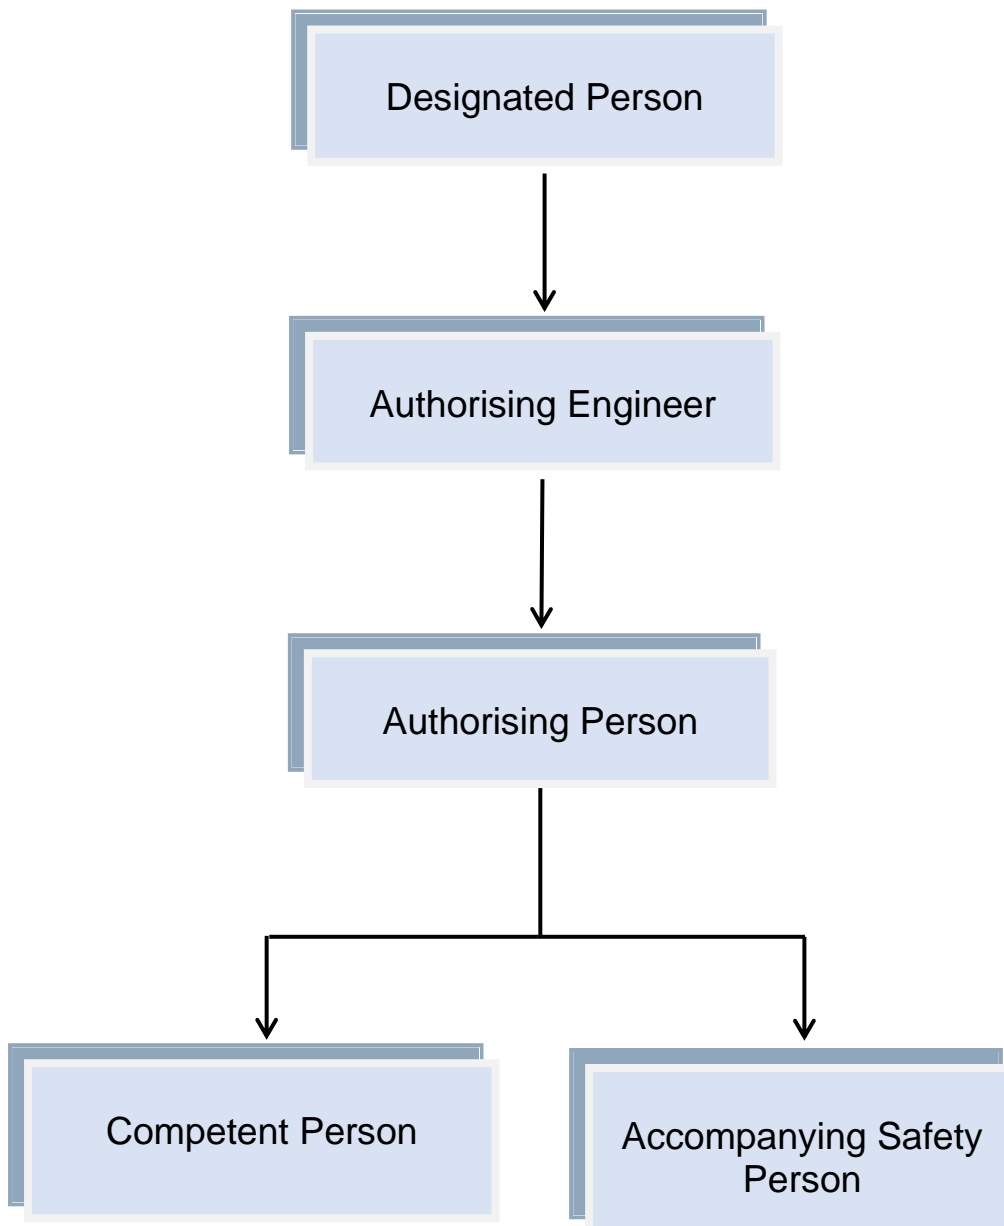 Designated Person
Authorising Engineer
Authorising Person
Competent Person
Accompanying Safety
Person